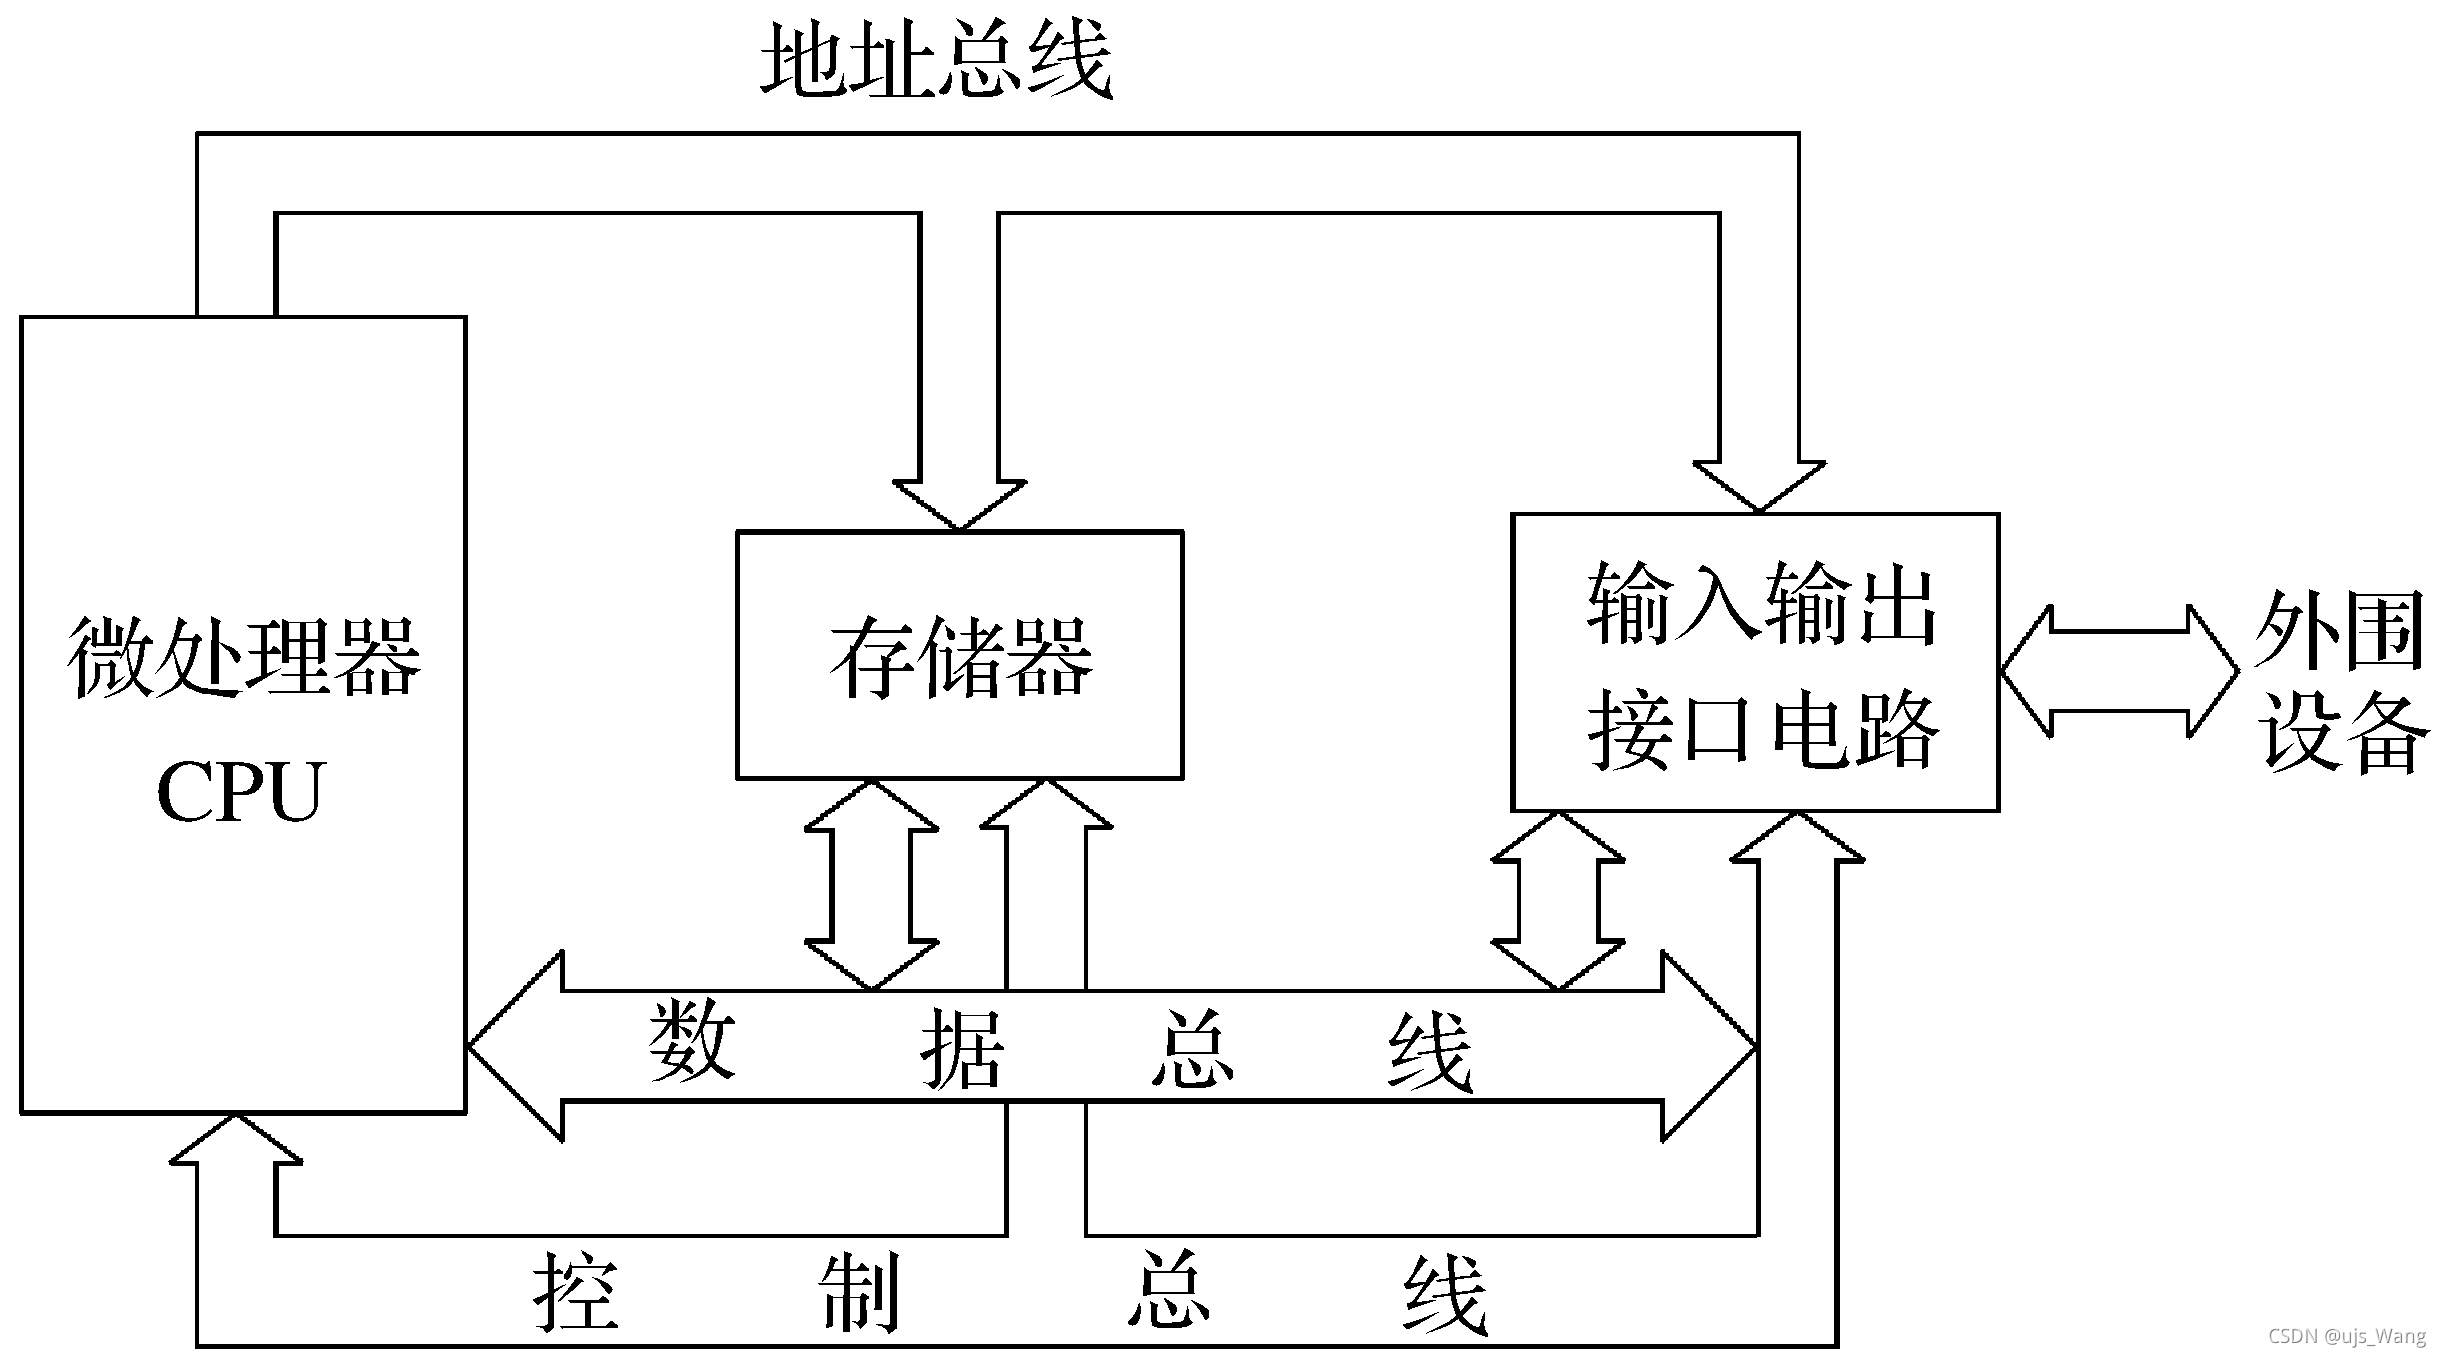 地址总线
微处理器
CPU
存储器
输入输出
接口电路
外围
设备
数据总线
控制总线
CSDN @ujs_Wang